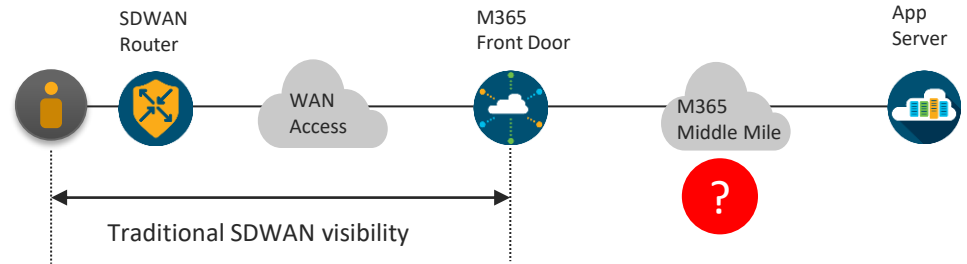 SDWAN
Router
M365
Front Door
App
Server
WAN
Access
M365
Middle Mile
?
Traditional SDWAN visibility